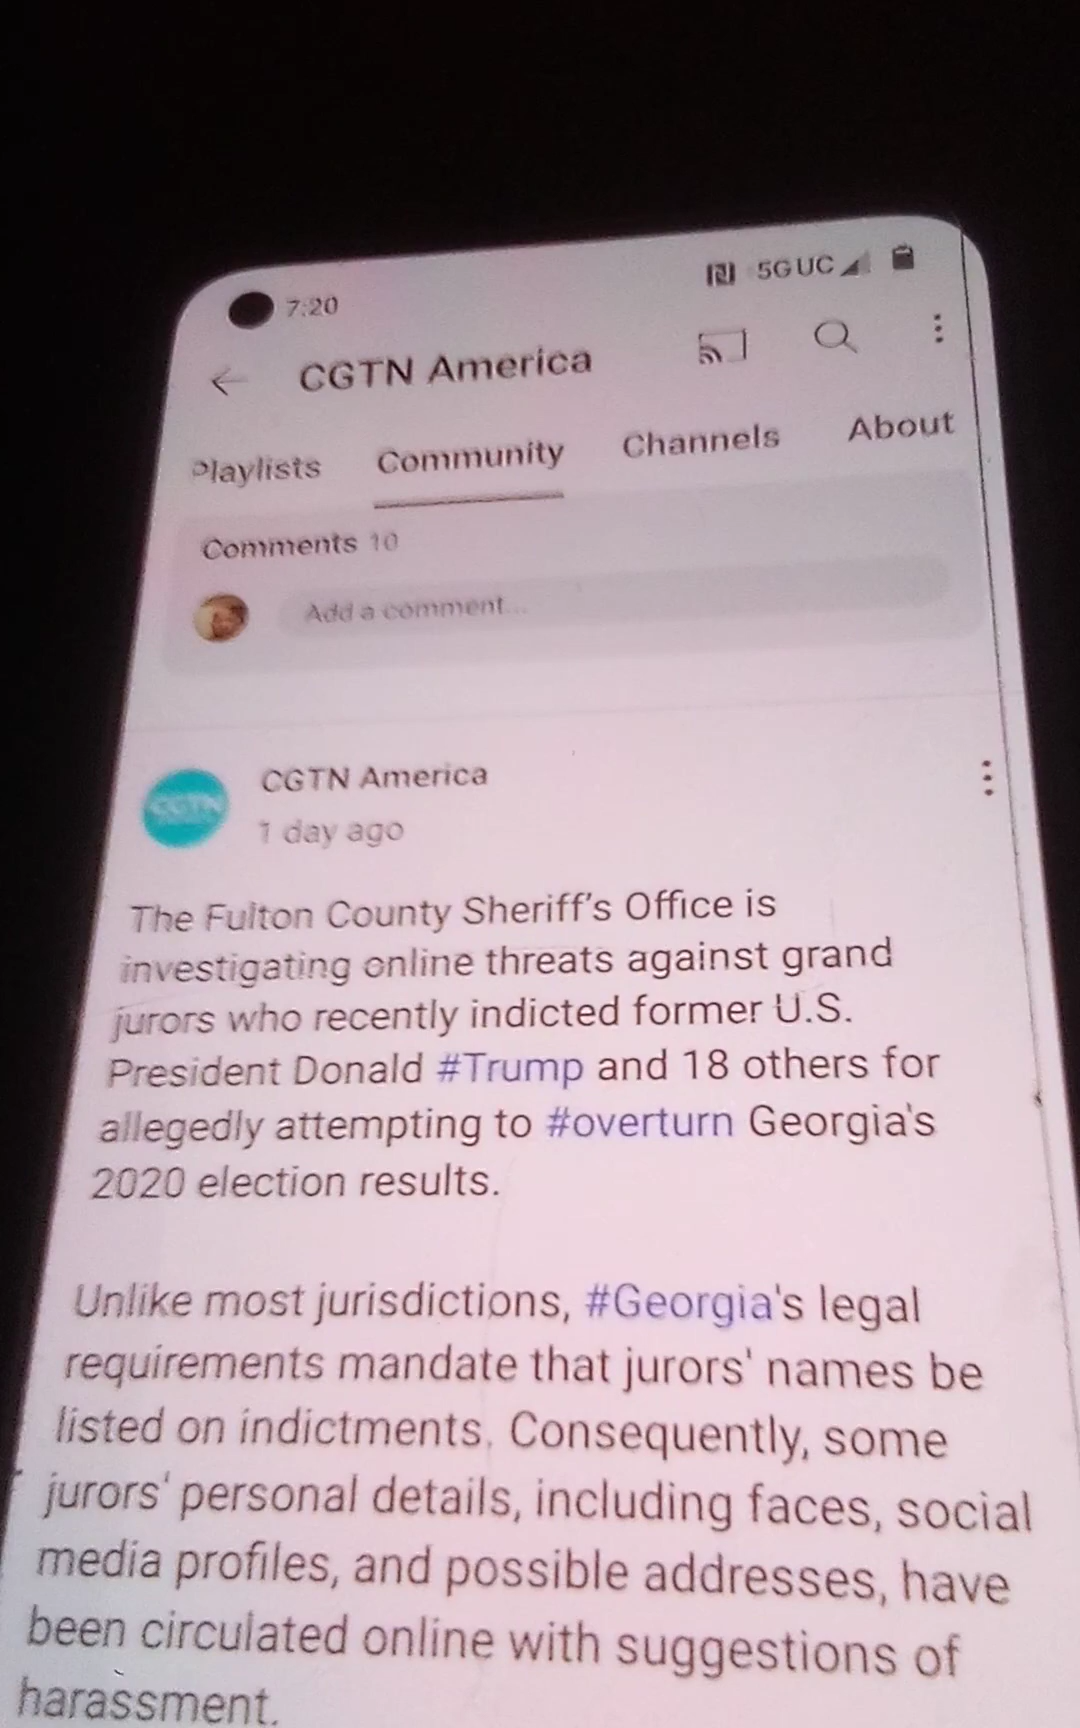 7:20 5G UC
CGTN America
Playlists Community Channels About
Comments 10
Add a comment...
CGTN
CGTN America
1 day ago
The Fulton County Sheriff's Office is
investigating online threats against grand
jurors who recently indicted former U.S.
President Donald #Trump and 18 others for
allegedly attempting to #overturn Georgia's
2020 election results.
Unlike most jurisdictions, #Georgia's legal
requirements mandate that jurors' names be
listed on indictments. Consequently, some
jurors' personal details, including faces, social
media profiles, and possible addresses, have
been circulated online with suggestions of
harassment.